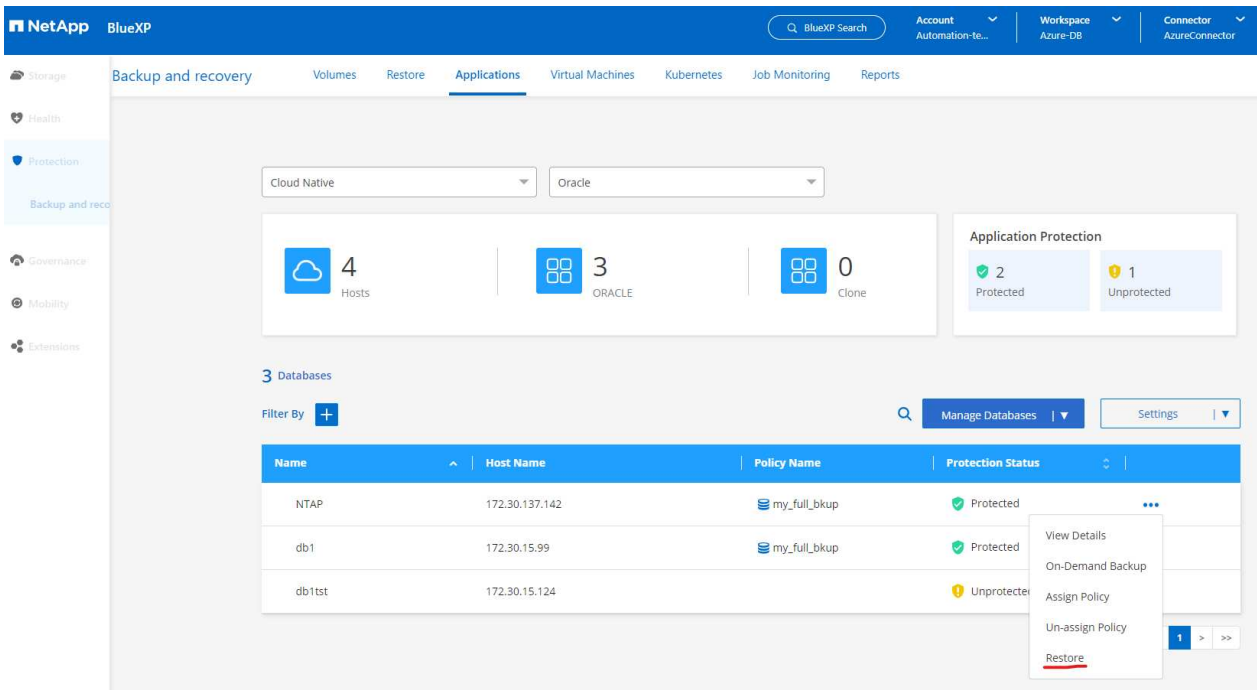 NetApp BlueXP
BlueXP Search
Account
Automation-te...
Workspace
Azure-DB
Connector
AzureConnector
Storage
Health
Protection
Backup and reco
Governance
Mobility
Extensions
Backup and recovery
Volumes Restore Applications Virtual Machines Kubernetes Job Monitoring Reports
Cloud Native
Oracle
4
Hosts
3
ORACLE
0
Clone
Application Protection
2
Protected
1
Unprotected
3 Databases
Filter By +
Manage Databases
Settings
Name Host Name Policy Name Protection Status
NTAP 172.30.137.142 my_full_bkup Protected
db1 172.30.15.99 my_full_bkup Protected
db1tst 172.30.15.124 Unprotected
View Details
On-Demand Backup
Assign Policy
Un-assign Policy
Restore
1 > >>